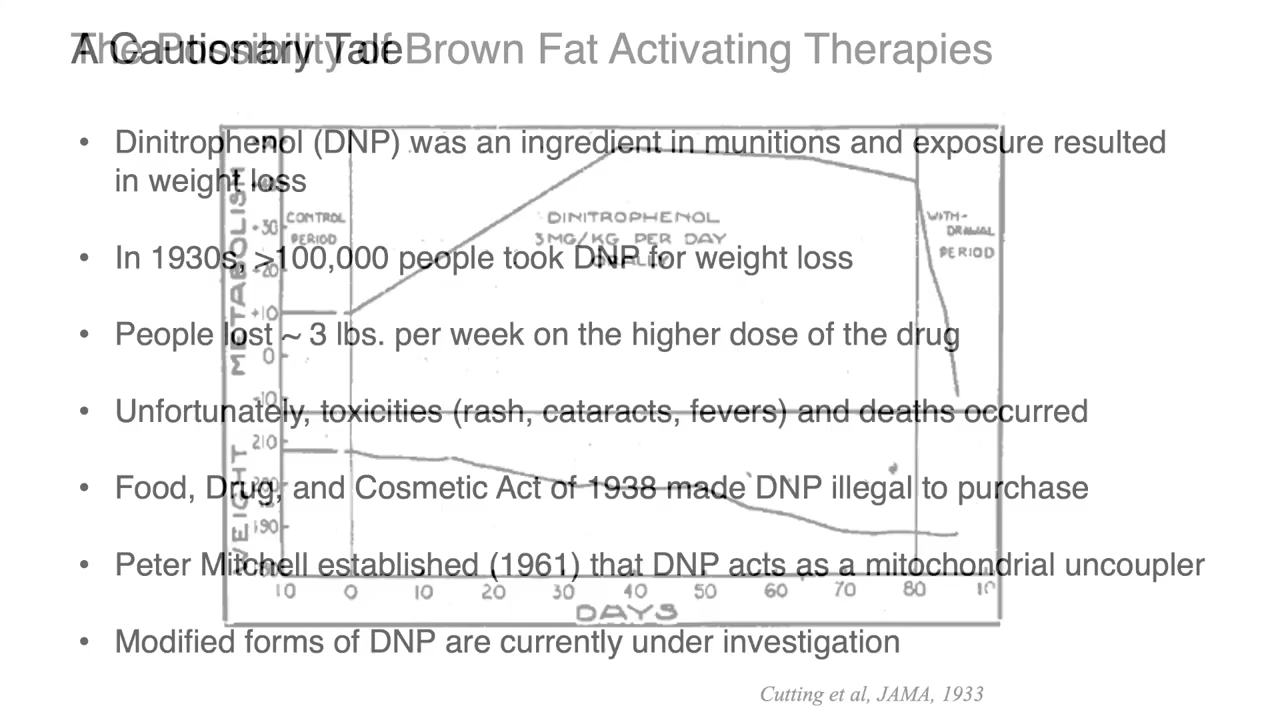 A Cautionary Tale
The Possibility of Brown Fat Activating Therapies
• Dinitrophenol (DNP) was an ingredient in munitions and exposure resulted
in weight loss
• In 1930s, >100,000 people took DNP for weight loss
• People lost ~ 3 lbs. per week on the higher dose of the drug
• Unfortunately, toxicities (rash, cataracts, fevers) and deaths occurred
• Food, Drug, and Cosmetic Act of 1938 made DNP illegal to purchase
• Peter Mitchell established (1961) that DNP acts as a mitochondrial uncoupler
• Modified forms of DNP are currently under investigation
METABOLISM
+30
+20
+10
0
-10
CONTROL
PERIOD
DINITROPHENOL
3MG/KG PER DAY
WITH-
DRAWAL
PERIOD
WEIGHT
210
190
10 0 10 20 30 40 50 60 70 80
DAYS
Cutting et al, JAMA, 1933